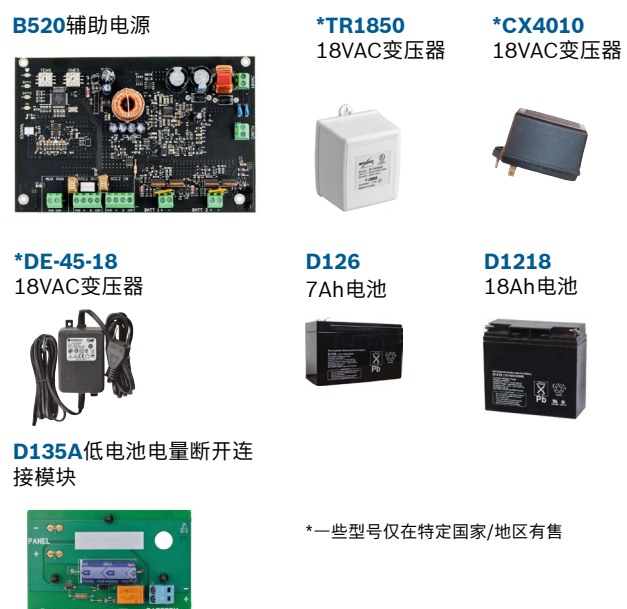 B520辅助电源
*TR1850
18VAC变压器
*CX4010
18VAC变压器
*DE-45-18
18VAC变压器
D126
7Ah电池
D1218
18Ah电池
Pb
Pb
D135A低电池电量断开连
接模块
PANEL
*一些型号仅在特定国家/地区有售